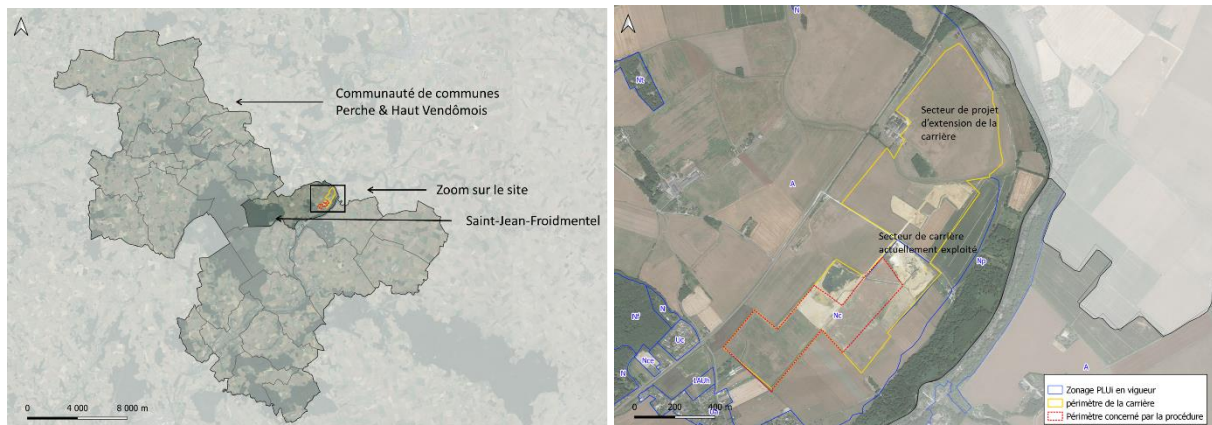 Communauté de communes
Perche & Haut Vendômois
Zoom sur le site
Saint-Jean-Froidmentel
0 4 000 8 000 m
N
Nt
Secteur de projet
d'extension de la
carrière
A
Secteur de carrière
actuellement exploité
Np
N
Nf
Nc
Uc
Nce
N
1AUh
A
0 200 400 m
Zonage PLUi en vigueur
périmètre de la carrière
Périmètre concerné par la procédure